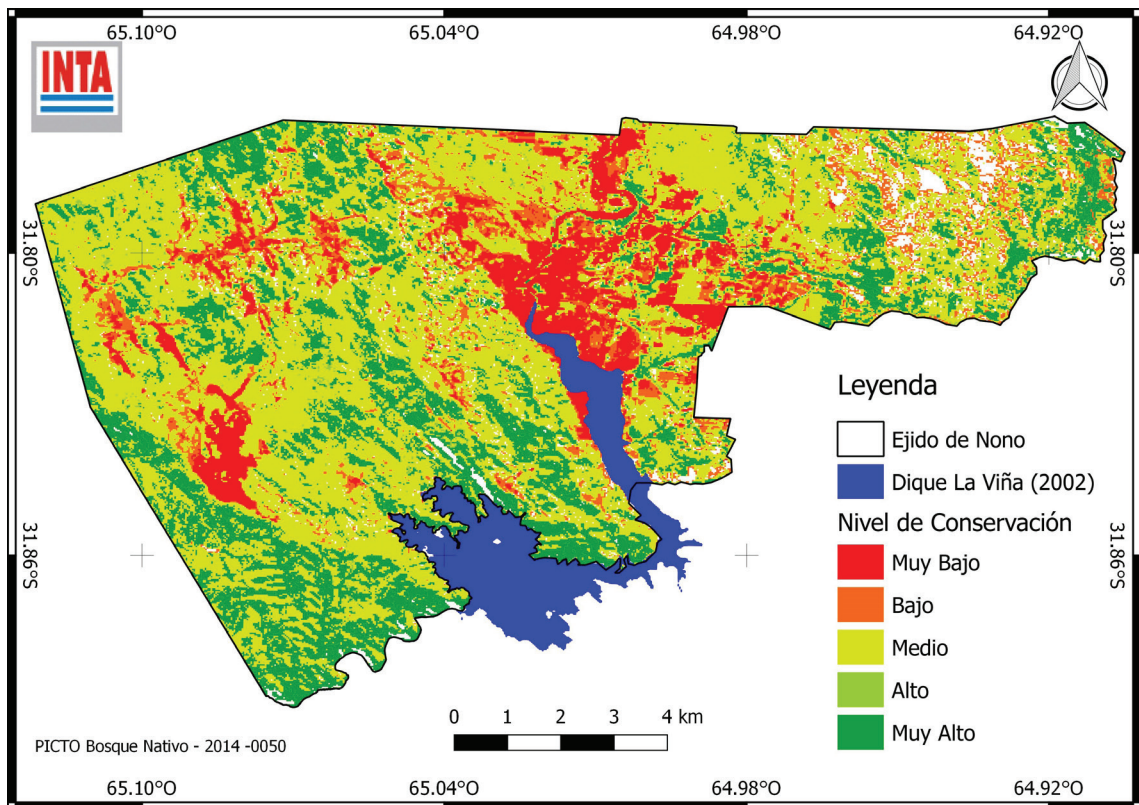 65.10°O 65.04°O 64.98°O 64.92°O
INTA
31.80°S 31.80°S
Leyenda
Ejido de Nono
Dique La Viña (2002)
Nivel de Conservación
31.86°S 31.86°S
Muy Bajo
Bajo
Medio
Alto
Muy Alto
0 1 2 3 4 km
PICTO Bosque Nativo - 2014 -0050
65.10°O 65.04°O 64.98°O 64.92°O